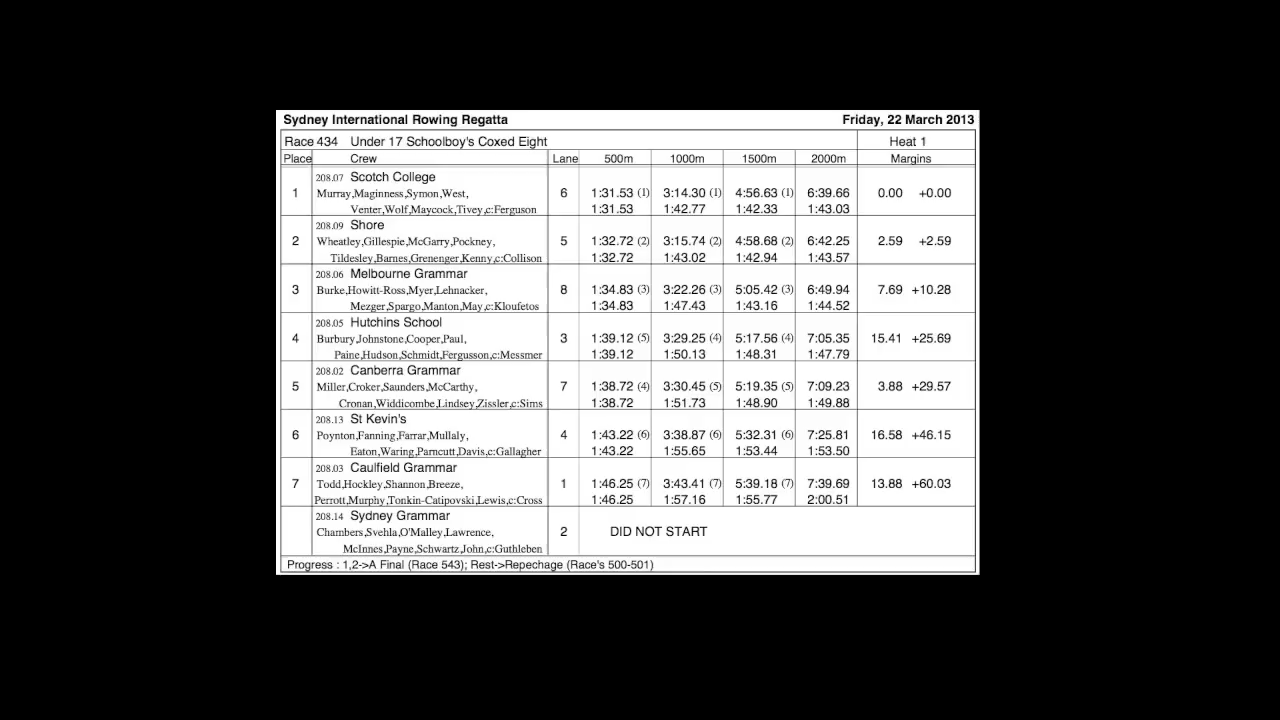 Sydney International Rowing Regatta Friday, 22 March 2013
Race 434 Under 17 Schoolboy's Coxed Eight Heat 1
Place Crew Lane 500m 1000m 1500m 2000m Margins
208.07 Scotch College
1 Murray,Maginness,Symon,West, 6 1:31.53 (1) 3:14.30 (1) 4:56.63 (1) 6:39.66 0.00 +0.00
Venter,Wolf,Maycock,Tivey,c:Ferguson 1:31.53 1:42.77 1:42.33 1:43.03
208.09 Shore
2 Wheatley,Gillespie,McGarry,Pockney, 5 1:32.72 (2) 3:15.74 (2) 4:58.68 (2) 6:42.25 2.59 +2.59
Tildesley,Barnes,Grenenger,Kenny,c:Collison 1:32.72 1:43.02 1:42.94 1:43.57
208.06 Melbourne Grammar
3 Burke,Howitt-Ross,Myer,Lehnacker, 8 1:34.83 (3) 3:22.26 (3) 5:05.42 (3) 6:49.94 7.69 +10.28
Mezger,Spargo,Manton,May,c:Kloufetos 1:34.83 1:47.43 1:43.16 1:44.52
208.05 Hutchins School
4 Burbury,Johnstone,Cooper,Paul, 3 1:39.12 (5) 3:29.25 (4) 5:17.56 (4) 7:05.35 15.41 +25.69
Paine,Hudson,Schmidt,Fergusson,c:Messmer 1:39.12 1:50.13 1:48.31 1:47.79
208.02 Canberra Grammar
5 Miller,Croker,Saunders,McCarthy, 7 1:38.72 (4) 3:30.45 (5) 5:19.35 (5) 7:09.23 3.88 +29.57
Cronan,Widdicombe,Lindsey,Zissler,c:Sims 1:38.72 1:51.73 1:48.90 1:49.88
208.13 St Kevin's
6 Poynton,Fanning,Farrar,Mullaly, 4 1:43.22 (6) 3:38.87 (6) 5:32.31 (6) 7:25.81 16.58 +46.15
Eaton,Waring,Parncutt,Davis,c:Gallagher 1:43.22 1:55.65 1:53.44 1:53.50
208.03 Caulfield Grammar
7 Todd,Hockley,Shannon,Breeze, 1 1:46.25 (7) 3:43.41 (7) 5:39.18 (7) 7:39.69 13.88 +60.03
Perrott,Murphy,Tonkin-Catipovski,Lewis,c:Cross 1:46.25 1:57.16 1:55.77 2:00.51
208.14 Sydney Grammar
Chambers,Svehla,O'Malley,Lawrence, 2 DID NOT START
McInnes,Payne,Schwartz,John,c:Guthleben
Progress : 1,2->A Final (Race 543); Rest->Repechage (Race's 500-501)